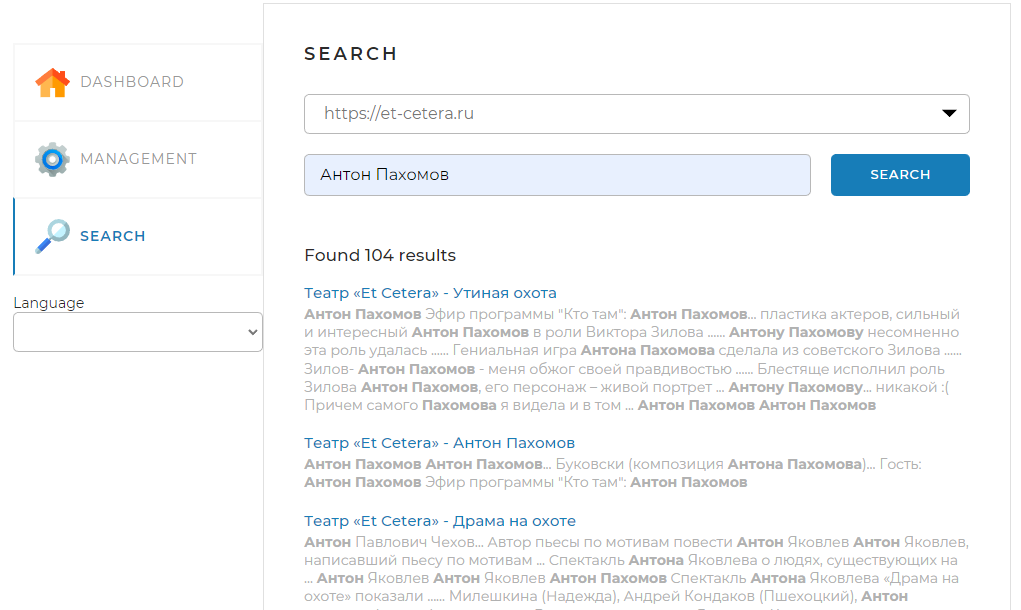 DASHBOARD
MANAGEMENT
SEARCH
Language
SEARCH
https://et-cetera.ru
Антон Пахомов
SEARCH
Found 104 results
Театр «Et Cetera» - Утиная охота
Антон Пахомов Эфир программы "Кто там": Антон Пахомов... пластика актеров, сильный
и интересный Антон Пахомов в роли Виктора Зилова ...... Антону Пахомову несомненно
эта роль удалась ...... Гениальная игра Антона Пахомова сделала из советского Зилова ......
Зилов- Антон Пахомов - меня обжог своей правдивостью ...... Блестяще исполнил роль
Зилова Антон Пахомов, его персонаж – живой портрет ... Антону Пахомову... никакой :(
Причем самого Пахомова я видела и в том ... Антон Пахомов Антон Пахомов
Театр «Et Cetera» - Антон Пахомов
Антон Пахомов Антон Пахомов... Буковски (композиция Антона Пахомова)... Гость:
Антон Пахомов Эфир программы "Кто там": Антон Пахомов
Театр «Et Cetera» - Драма на охоте
Антон Павлович Чехов... Автор пьесы по мотивам повести Антон Яковлев Антон Яковлев,
написавший пьесу по мотивам ... Спектакль Антона Яковлева о людях, существующих на
... Антон Яковлев Антон Яковлев Антон Пахомов Спектакль Антона Яковлева «Драма на
охоте» показали ...... Милешкина (Надежда), Андрей Кондаков (Пшехоцкий), Антон